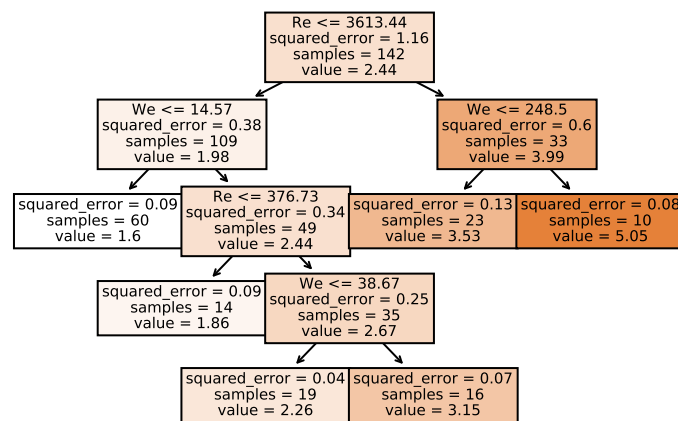 Re <= 3613.44
squared_error = 1.16
samples = 142
value = 2.44
We <= 14.57
squared_error = 0.38
samples = 109
value = 1.98
We <= 248.5
squared_error = 0.6
samples = 33
value = 3.99
squared_error = 0.09
samples = 60
value = 1.6
Re <= 376.73
squared_error = 0.34
samples = 49
value = 2.44
squared_error = 0.13
samples = 23
value = 3.53
squared_error = 0.08
samples = 10
value = 5.05
squared_error = 0.09
samples = 14
value = 1.86
We <= 38.67
squared_error = 0.25
samples = 35
value = 2.67
squared_error = 0.04
samples = 19
value = 2.26
squared_error = 0.07
samples = 16
value = 3.15